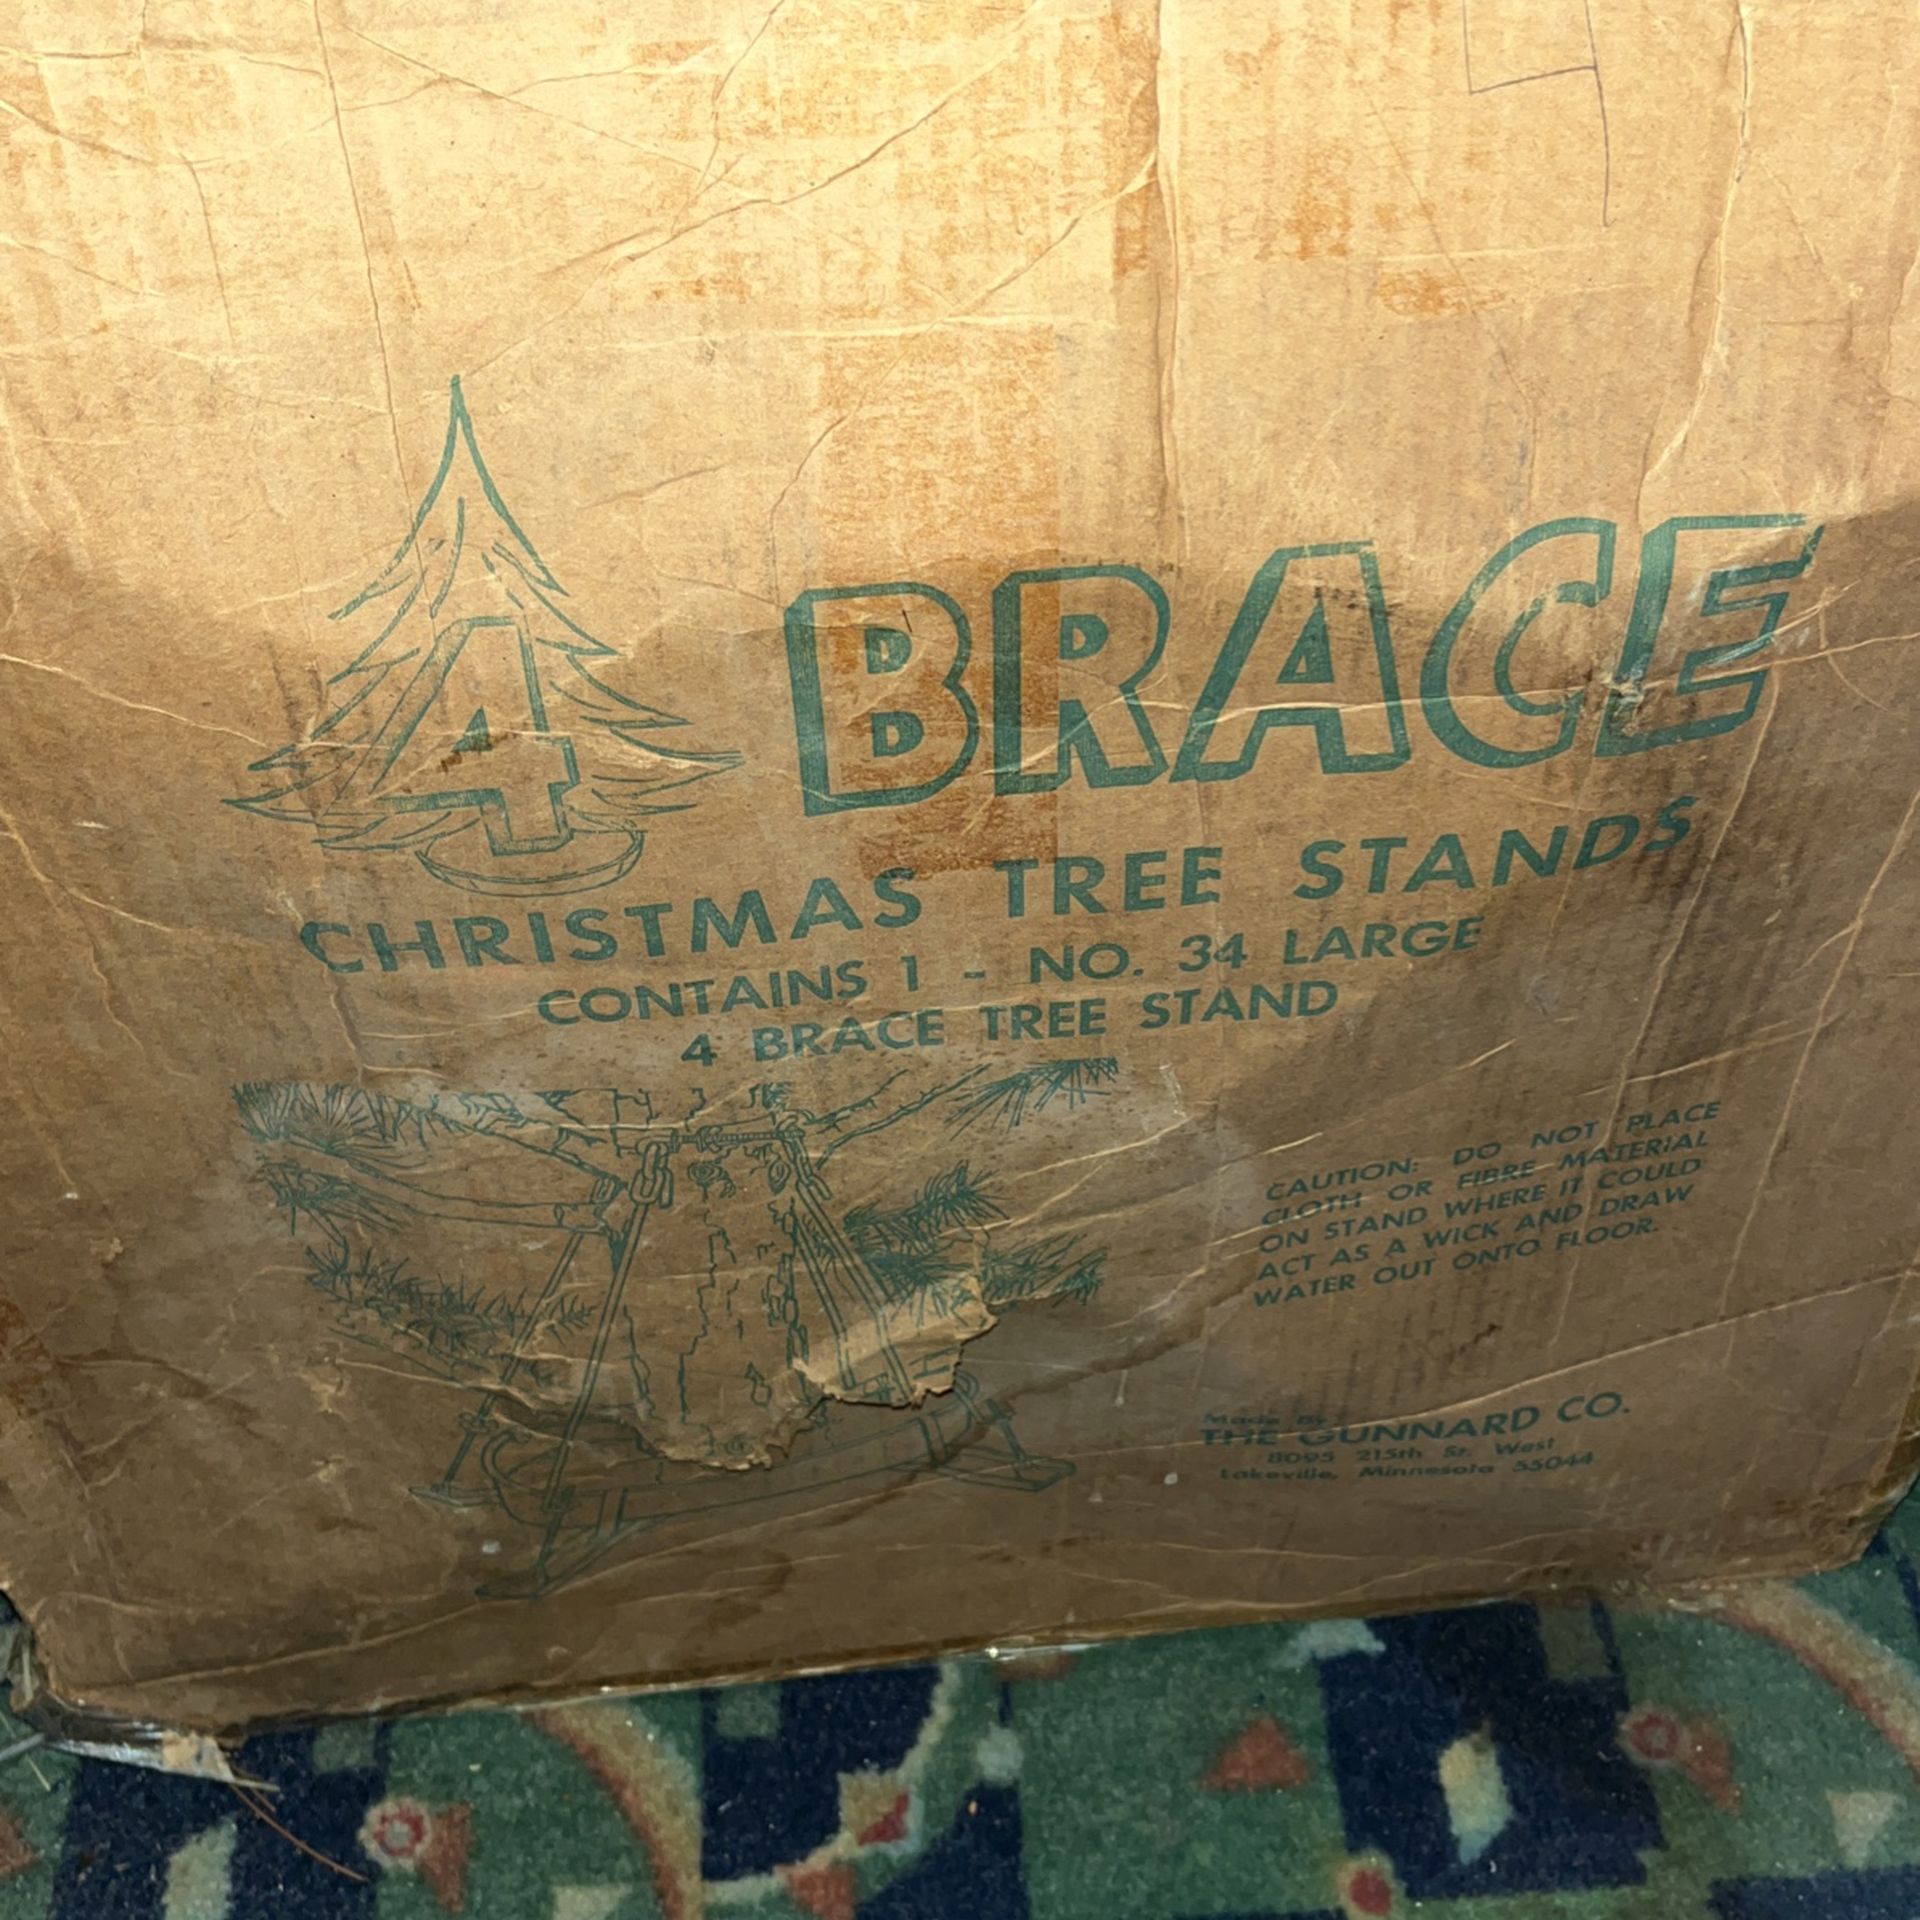 4
4 BRACE
CHRISTMAS TREE STANDS
CONTAINS 1 - NO. 34 LARGE
4 BRACE TREE STAND
CAUTION: DO NOT PLACE
CLOTH OR FIBRE MATERIAL
ON STAND WHERE IT COULD
ACT AS A WICK AND DRAW
WATER OUT ONTO FLOOR.
Made By
THE GUNNARD CO.
8095 215th St. West
Lakeville, Minnesota 55044